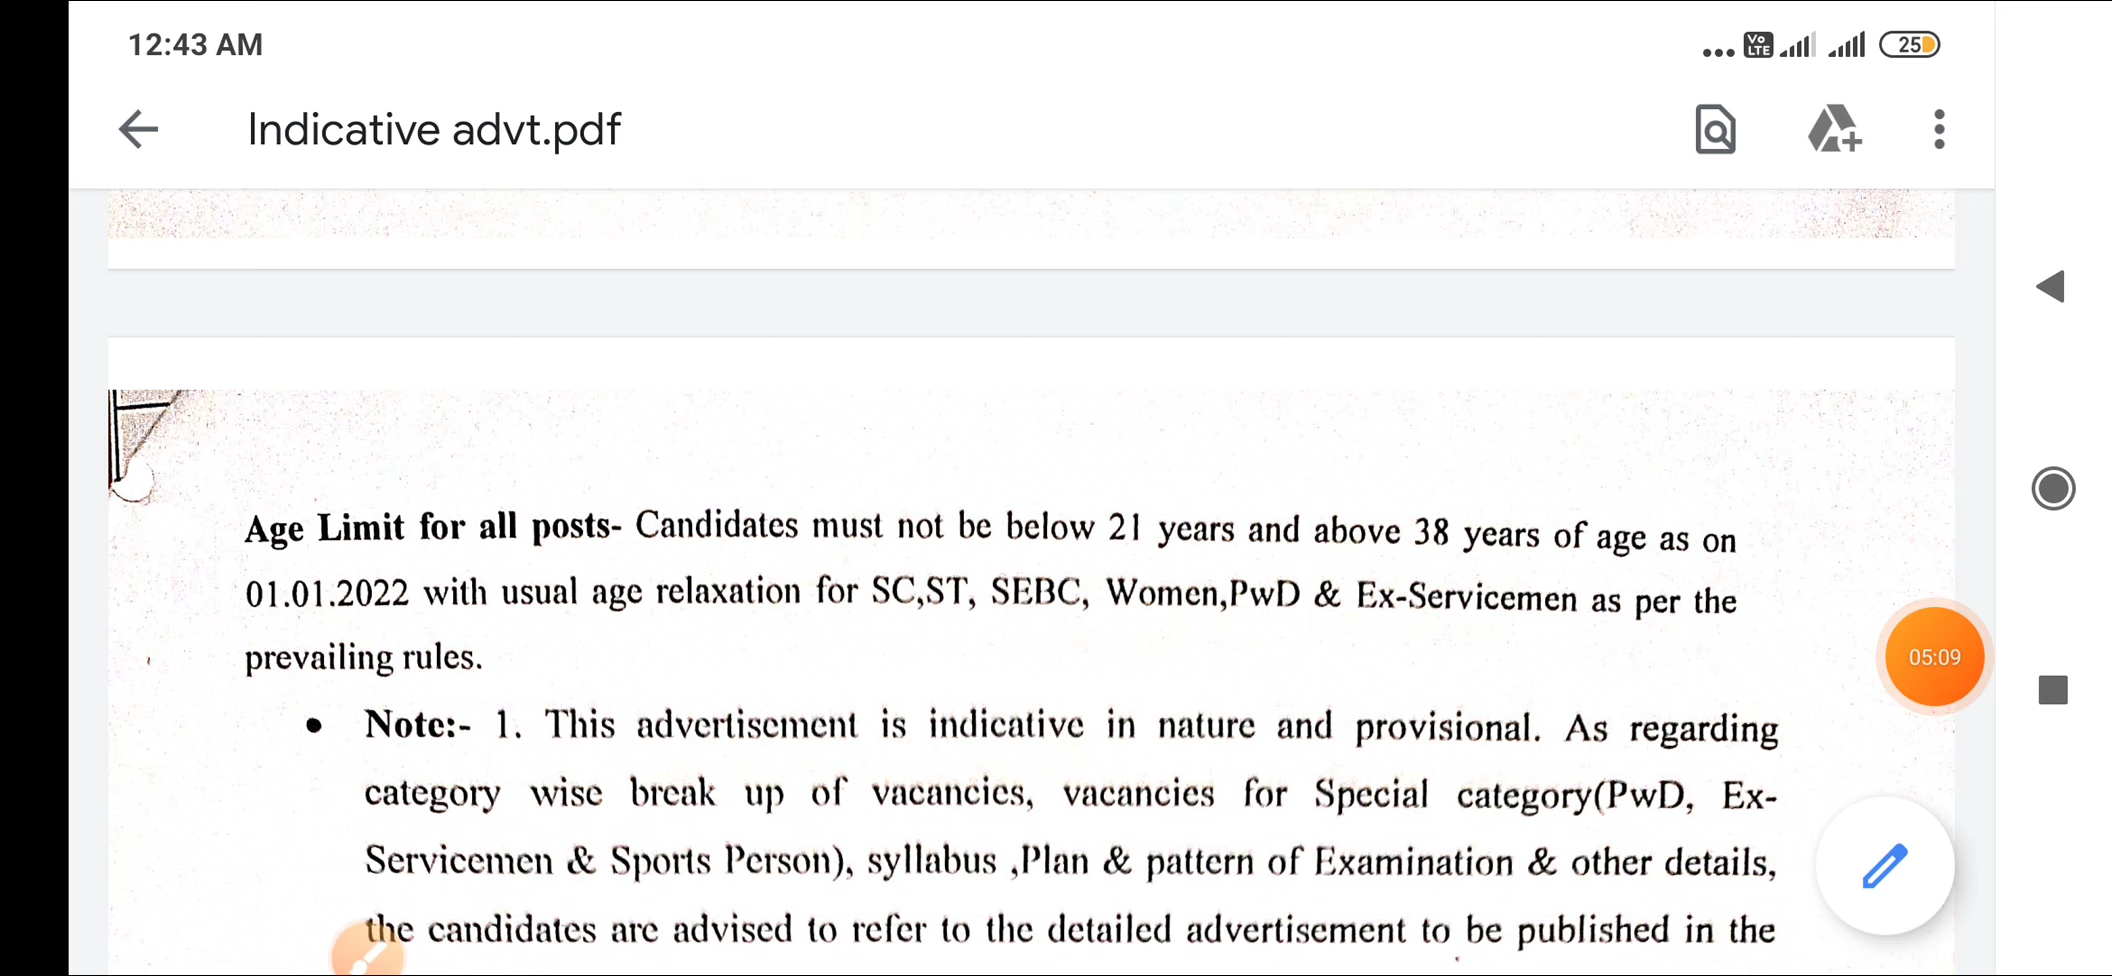 12:43 AM
Vo LTE
25
Indicative advt.pdf
Age Limit for all posts- Candidates must not be below 21 years and above 38 years of age as on
01.01.2022 with usual age relaxation for SC,ST, SEBC, Women,PwD & Ex-Servicemen as per the
prevailing rules.
05:09
• Note:- 1. This advertisement is indicative in nature and provisional. As regarding
category wise break up of vacancies, vacancies for Special category(PwD, Ex-
Servicemen & Sports Person), syllabus ,Plan & pattern of Examination & other details,
the candidates are advised to refer to the detailed advertisement to be published in the